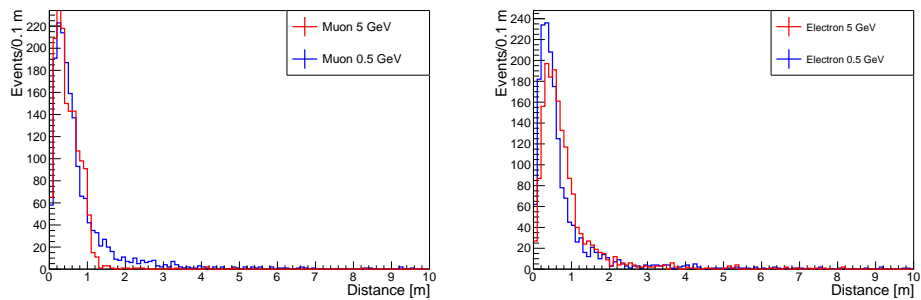 Events/0.1 m
220
200
180
160
140
120
100
80
60
40
20
0
0 1 2 3 4 5 6 7 8 9 10
Distance [m]
Muon 5 GeV
Muon 0.5 GeV
Events/0.1 m
240
220
200
180
160
140
120
100
80
60
40
20
0
0 1 2 3 4 5 6 7 8 9 10
Distance [m]
Electron 5 GeV
Electron 0.5 GeV